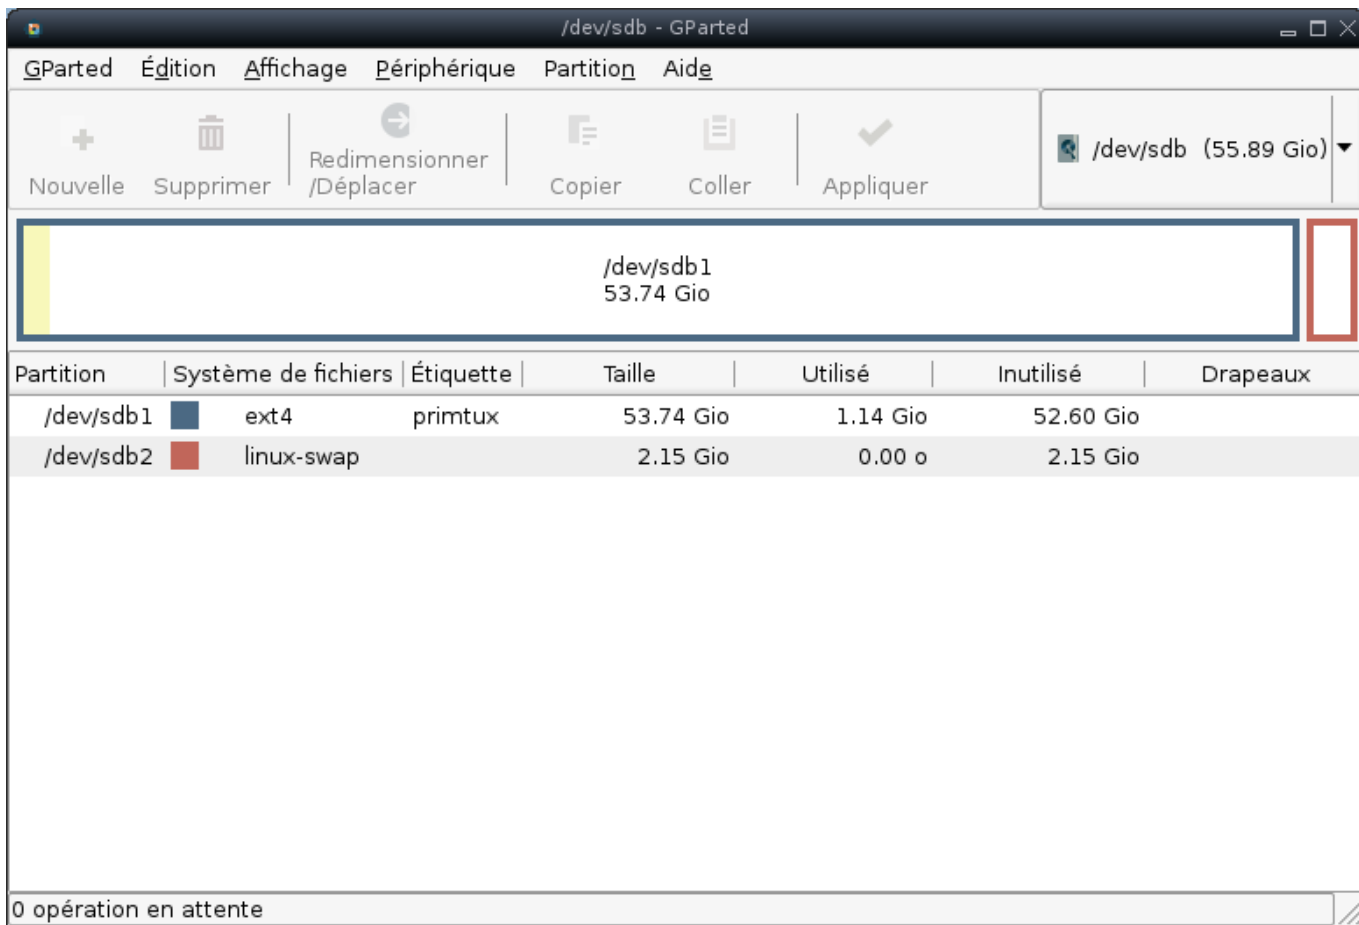 /dev/sdb - GParted
GParted Édition Affichage Périphérique Partition Aide
Nouvelle Supprimer Redimensionner /Déplacer Copier Coller Appliquer /dev/sdb (55.89 Gio)
/dev/sdb1
53.74 Gio
Partition Système de fichiers Étiquette Taille Utilisé Inutilisé Drapeaux
/dev/sdb1 ext4 primtux 53.74 Gio 1.14 Gio 52.60 Gio
/dev/sdb2 linux-swap 2.15 Gio 0.00 o 2.15 Gio
0 opération en attente